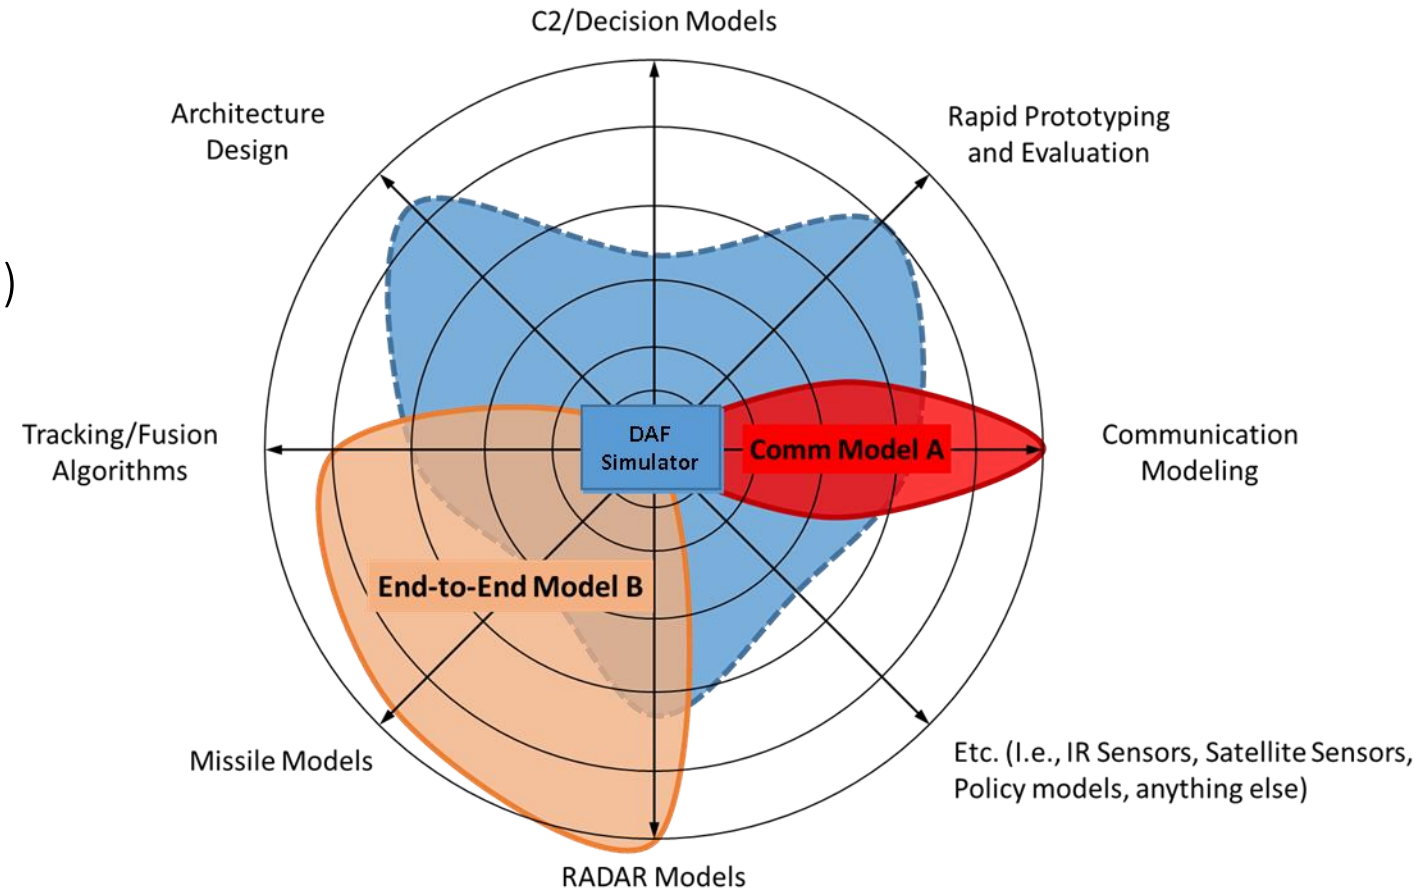 C2/Decision Models
Architecture
Design
Rapid Prototyping
and Evaluation
)
Tracking/Fusion
Algorithms
DAF
Simulator
Comm Model A
Communication
Modeling
End-to-End Model B
Missile Models
Etc. (I.e., IR Sensors, Satellite Sensors,
Policy models, anything else)
RADAR Models